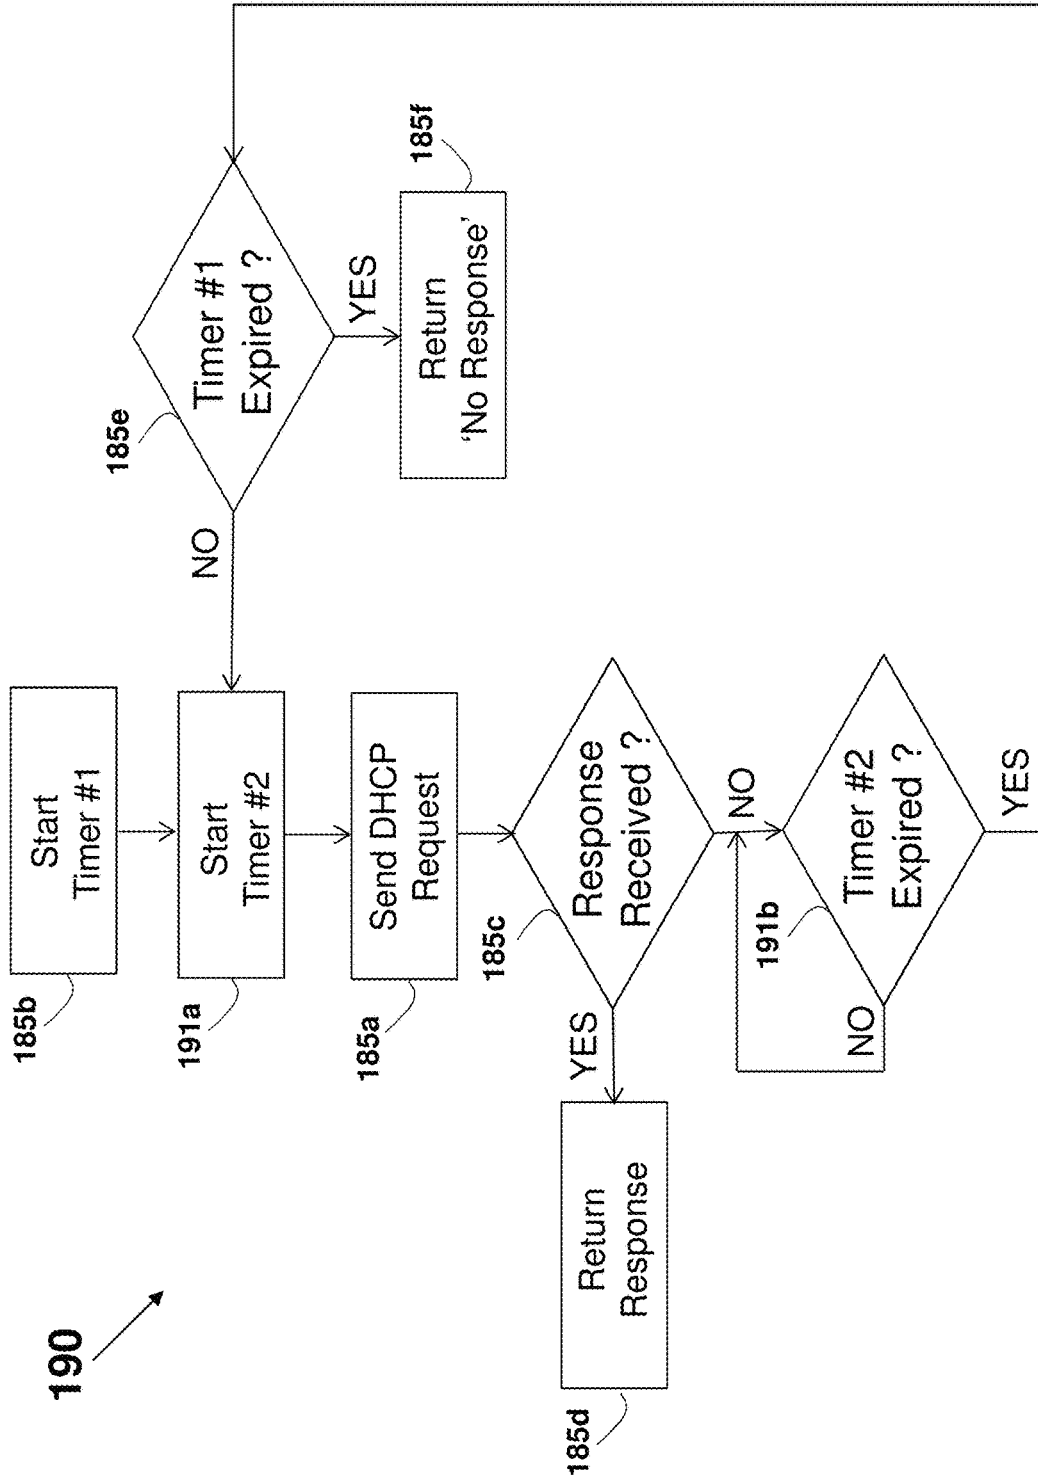 190
185b
Start
Timer #1
191a
Start
Timer #2
185a
Send DHCP
Request
185c
Response
Received ?
YES
185d
Return
Response
NO
191b
Timer #2
Expired ?
NO
YES
185e
Timer #1
Expired ?
NO
YES
185f
Return
'No Response'